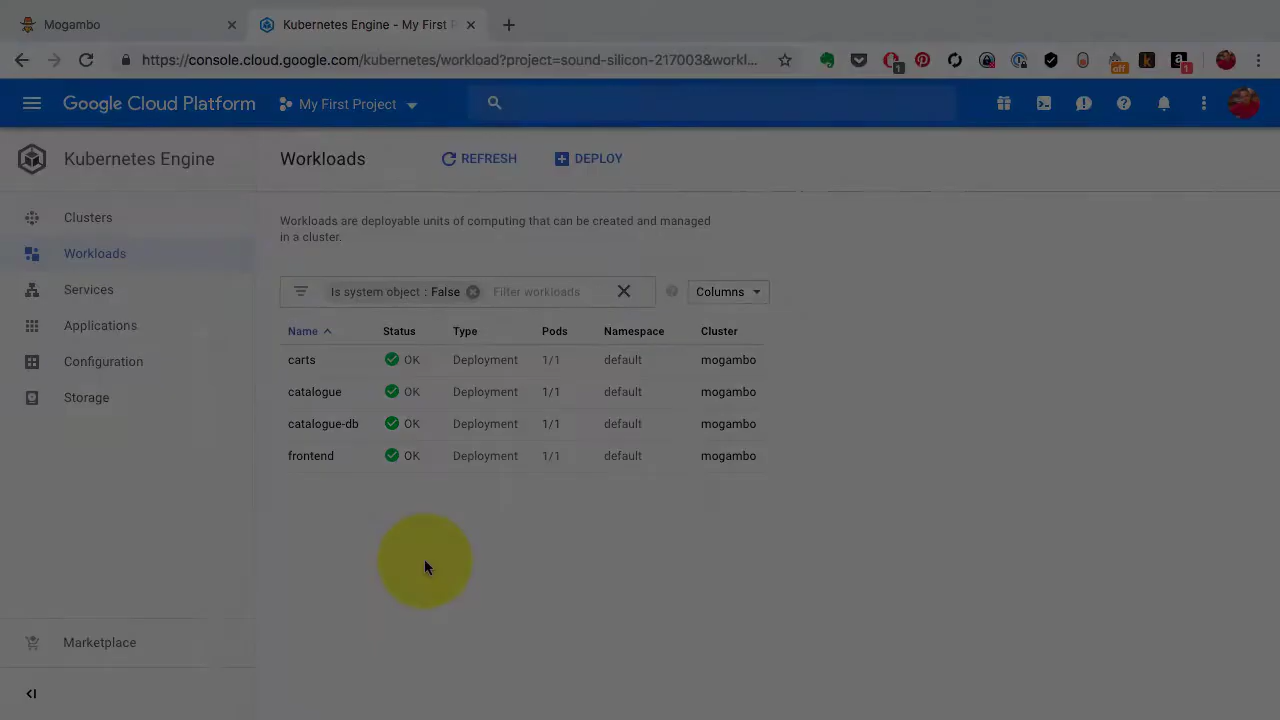 Mogambo
Kubernetes Engine - My First P
https://console.cloud.google.com/kubernetes/workload?project=sound-silicon-217003&workl...
1
off
1
Google Cloud Platform
My First Project
Kubernetes Engine
Workloads
REFRESH
DEPLOY
Clusters
Workloads
Services
Applications
Configuration
Storage
Marketplace
Workloads are deployable units of computing that can be created and managed
in a cluster.
Is system object : False
Filter workloads
Columns
Name Status Type Pods Namespace Cluster
carts OK Deployment 1/1 default mogambo
catalogue OK Deployment 1/1 default mogambo
catalogue-db OK Deployment 1/1 default mogambo
frontend OK Deployment 1/1 default mogambo